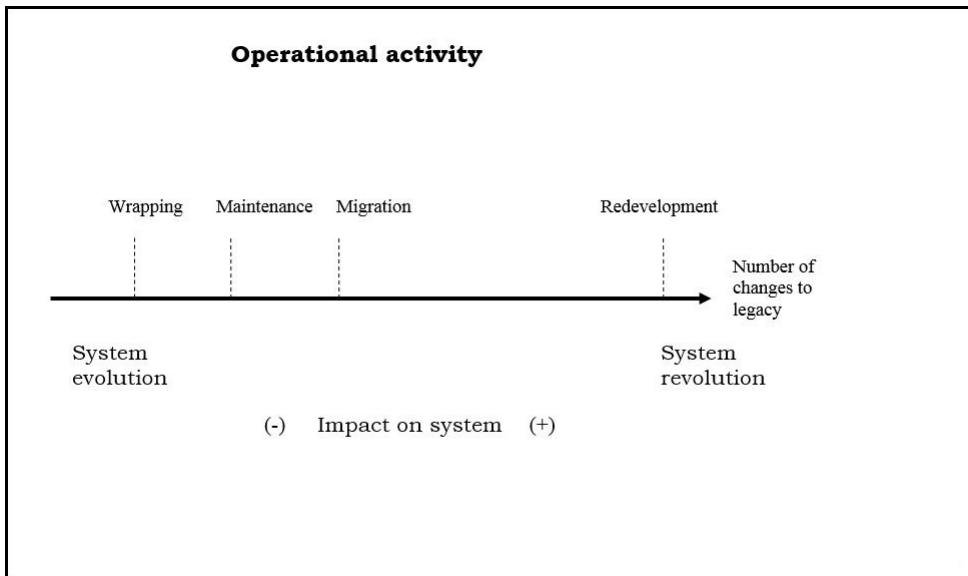 Operational activity
Wrapping Maintenance Migration Redevelopment
Number of
changes to
legacy
System
evolution
System
revolution
(-) Impact on system (+)